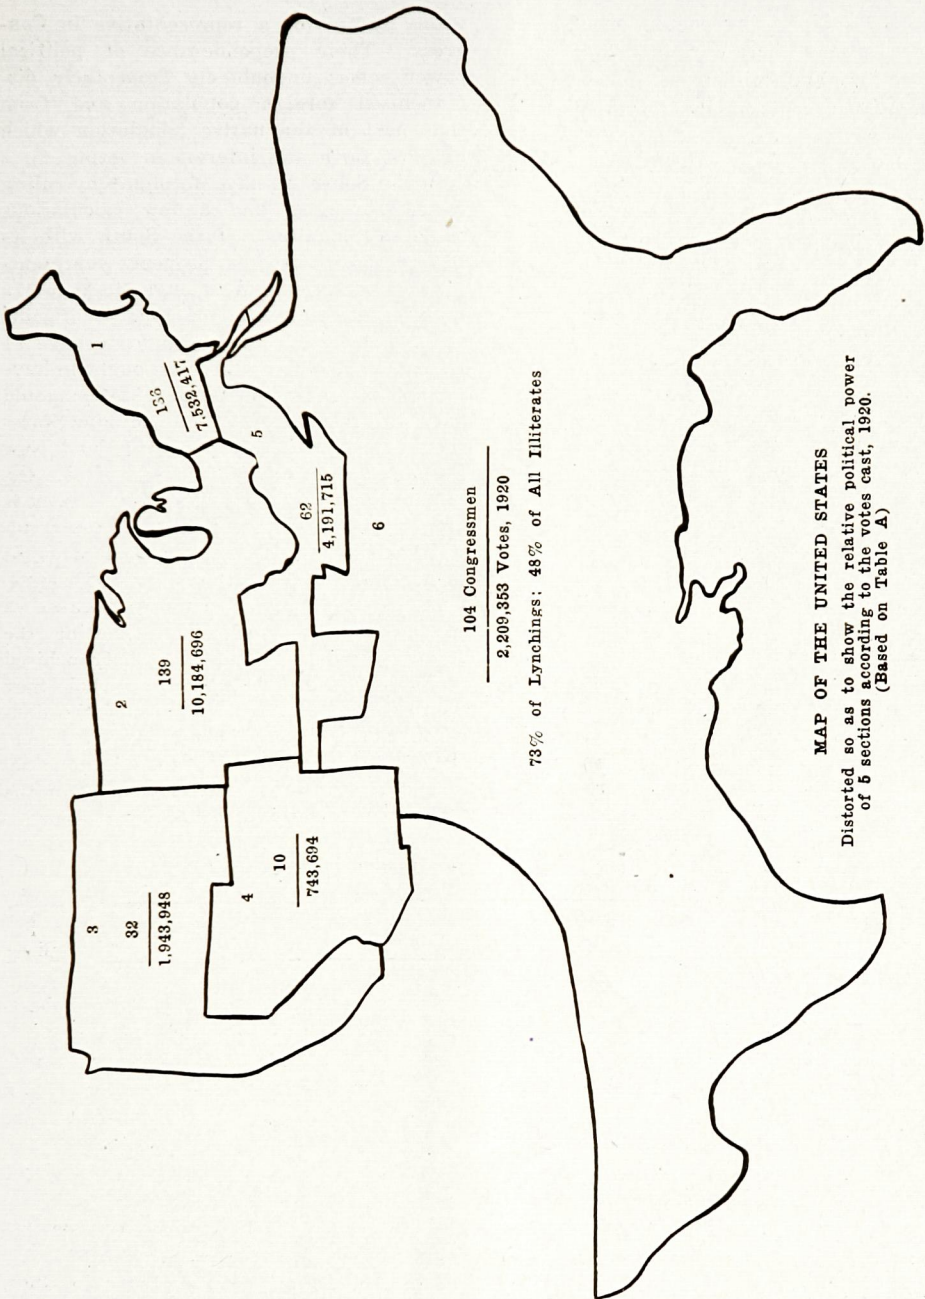 1
7.532,417
2
139
10,184,696
3
32
1,943,948
4
10
743,694
5
62
4,191,715
6
104 Congressmen
2,209,353 Votes, 1920
73% of Lynchings; 48% of All Illiterates
MAP OF THE UNITED STATES
Distorted so as to show the relative political power
of 5 sections according to the votes cast, 1920.
(Based on Table A)